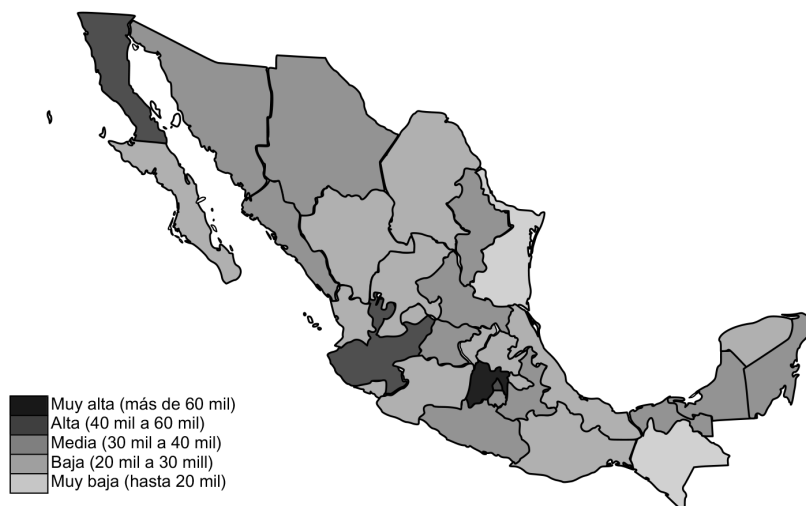 Muy alta (más de 60 mil)
Alta (40 mil a 60 mil)
Media (30 mil a 40 mil)
Baja (20 mil a 30 mill)
Muy baja (hasta 20 mil)